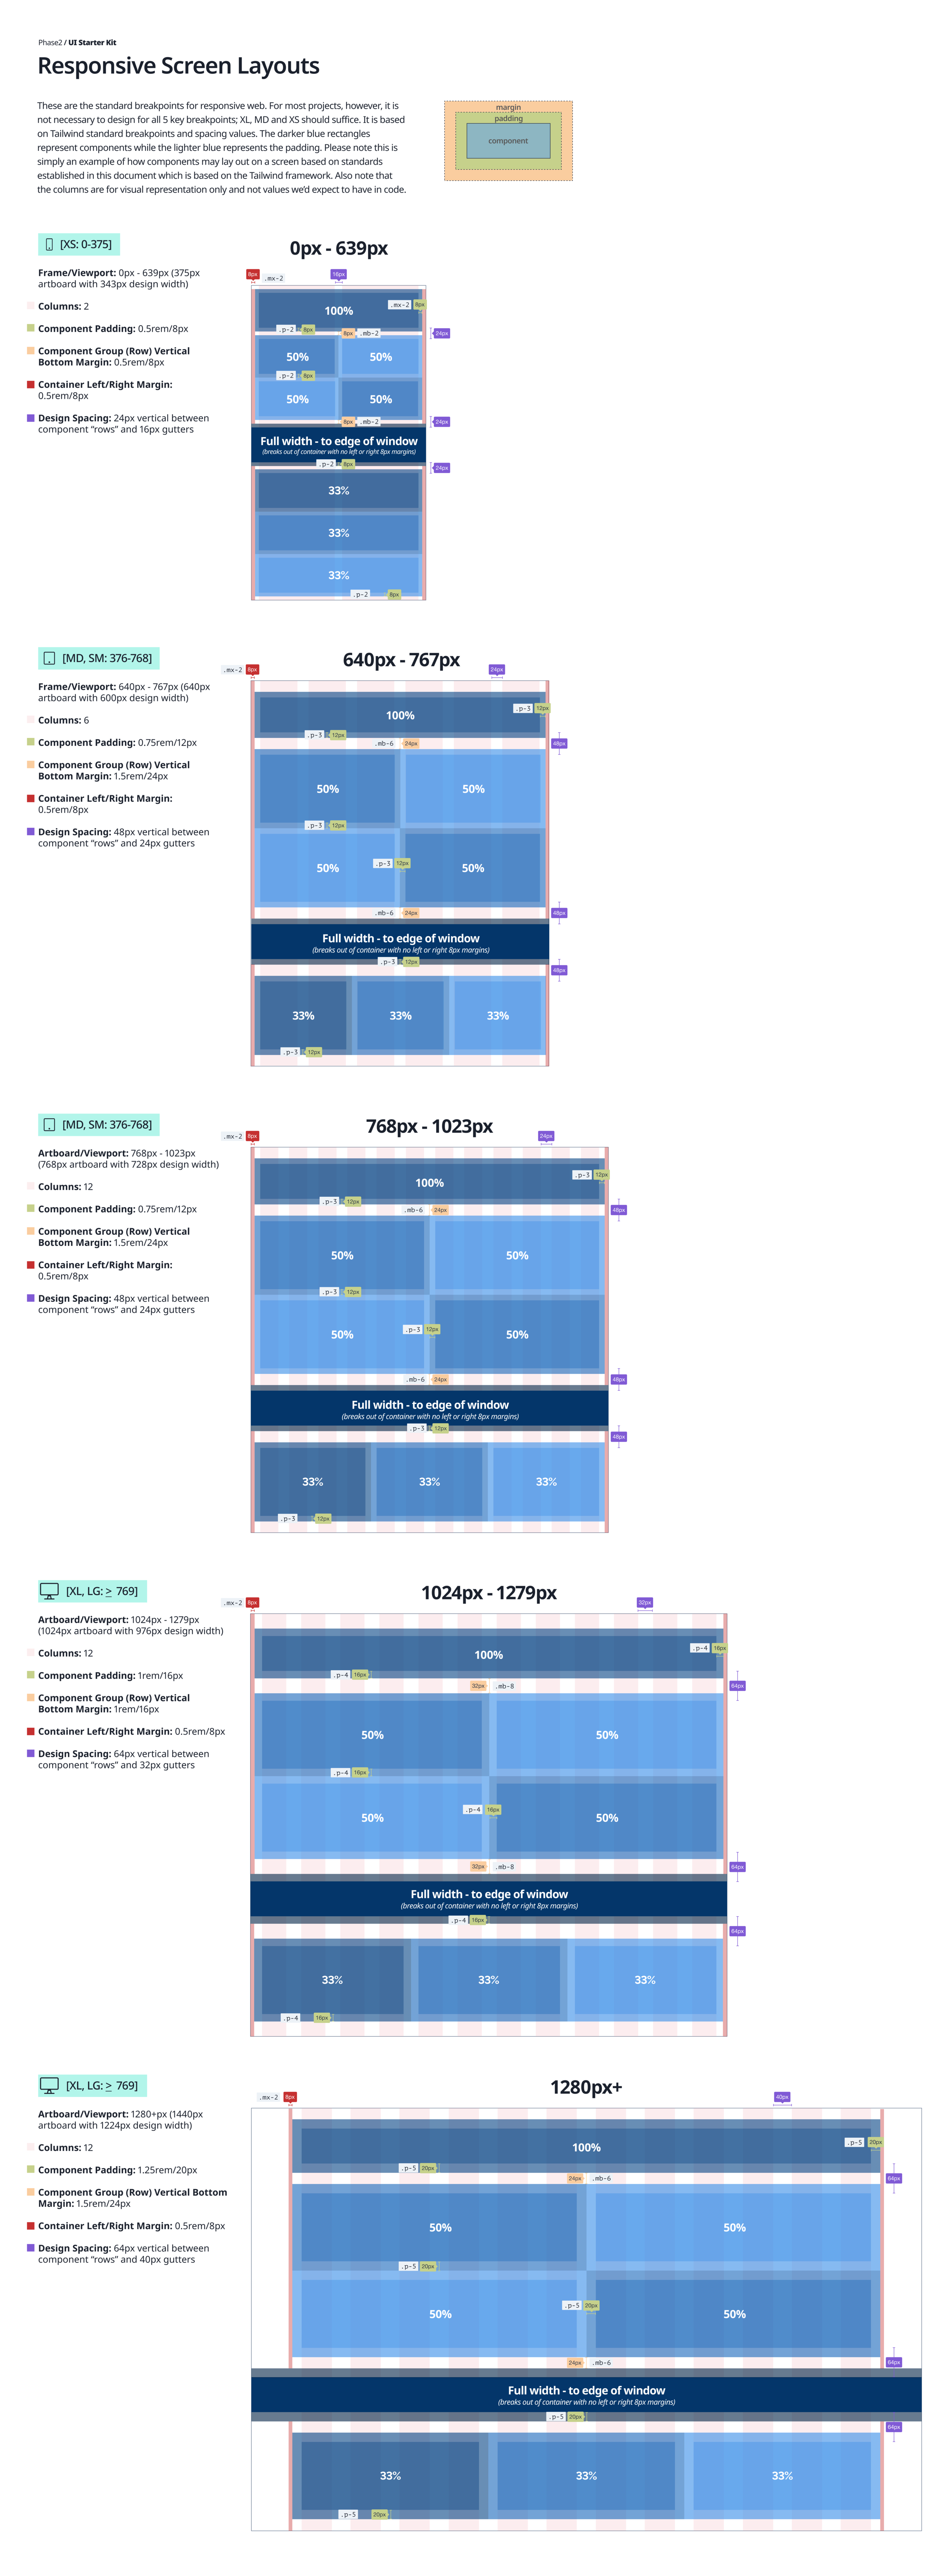 Phase2 / UI Starter Kit
Responsive Screen Layouts
These are the standard breakpoints for responsive web. For most projects, however, it is
not necessary to design for all 5 key breakpoints; XL, MD and XS should suffice. It is based
on Tailwind standard breakpoints and spacing values. The darker blue rectangles
represent components while the lighter blue represents the padding. Please note this is
simply an example of how components may lay out on a screen based on standards
established in this document which is based on the Tailwind framework. Also note that
the columns are for visual representation only and not values we'd expect to have in code.
margin
padding
component
[XS: 0-375]
Frame/Viewport: 0px - 639px (375px
artboard with 343px design width)
Columns: 2
Component Padding: 0.5rem/8px
Component Group (Row) Vertical
Bottom Margin: 0.5rem/8px
Container Left/Right Margin:
0.5rem/8px
Design Spacing: 24px vertical between
component “rows” and 16px gutters
0px - 639px
8px .mx-2 16px
100% .mx-2 8px
.p-2 8px 8px .mb-2 24px
50% 50%
.p-2 8px
50% 50%
8px .mb-2 24px
Full width - to edge of window
(breaks out of container with no left or right 8px margins)
.p-2 8px 24px
33%
33%
33%
.p-2 8px
[MD, SM: 376-768]
Frame/Viewport: 640px - 767px (640px
artboard with 600px design width)
Columns: 6
Component Padding: 0.75rem/12px
Component Group (Row) Vertical
Bottom Margin: 1.5rem/24px
Container Left/Right Margin:
0.5rem/8px
Design Spacing: 48px vertical between
component “rows” and 24px gutters
640px - 767px
.mx-2 8px 24px
.p-3 12px
100%
.p-3 12px
.mb-6 24px 48px
50% 50%
.p-3 12px
50% .p-3 12px 50%
.mb-6 24px 48px
Full width - to edge of window
(breaks out of container with no left or right 8px margins)
.p-3 12px
48px
33% 33% 33%
.p-3 12px
[MD, SM: 376-768]
Artboard/Viewport: 768px - 1023px
(768px artboard with 728px design width)
Columns: 12
Component Padding: 0.75rem/12px
Component Group (Row) Vertical
Bottom Margin: 1.5rem/24px
Container Left/Right Margin:
0.5rem/8px
Design Spacing: 48px vertical between
component “rows” and 24px gutters
768px - 1023px
.mx-2 8px 24px
.p-3 12px
100%
.p-3 12px
.mb-6 24px 48px
50% 50%
.p-3 12px
50% .p-3 12px 50%
.mb-6 24px 48px
Full width - to edge of window
(breaks out of container with no left or right 8px margins)
.p-3 12px
48px
33% 33% 33%
.p-3 12px
[XL, LG: ≥ 769]
Artboard/Viewport: 1024px - 1279px
(1024px artboard with 976px design width)
Columns: 12
Component Padding: 1rem/16px
Component Group (Row) Vertical
Bottom Margin: 1rem/16px
Container Left/Right Margin: 0.5rem/8px
Design Spacing: 64px vertical between
component “rows” and 32px gutters
1024px - 1279px
.mx-2 8px 32px
.p-4 16px
100%
.p-4 16px
32px .mb-8 64px
50% 50%
.p-4 16px
50% .p-4 16px 50%
32px .mb-8 64px
Full width - to edge of window
(breaks out of container with no left or right 8px margins)
.p-4 16px
64px
33% 33% 33%
.p-4 16px
[XL, LG: ≥ 769]
Artboard/Viewport: 1280+px (1440px
artboard with 1224px design width)
Columns: 12
Component Padding: 1.25rem/20px
Component Group (Row) Vertical Bottom
Margin: 1.5rem/24px
Container Left/Right Margin: 0.5rem/8px
Design Spacing: 64px vertical between
component “rows” and 40px gutters
1280px+
.mx-2 8px 40px
.p-5 20px
100%
.p-5 20px
24px .mb-6 64px
50% 50%
.p-5 20px
50% .p-5 20px 50%
24px .mb-6 64px
Full width - to edge of window
(breaks out of container with no left or right 8px margins)
.p-5 20px
64px
33% 33% 33%
.p-5 20px